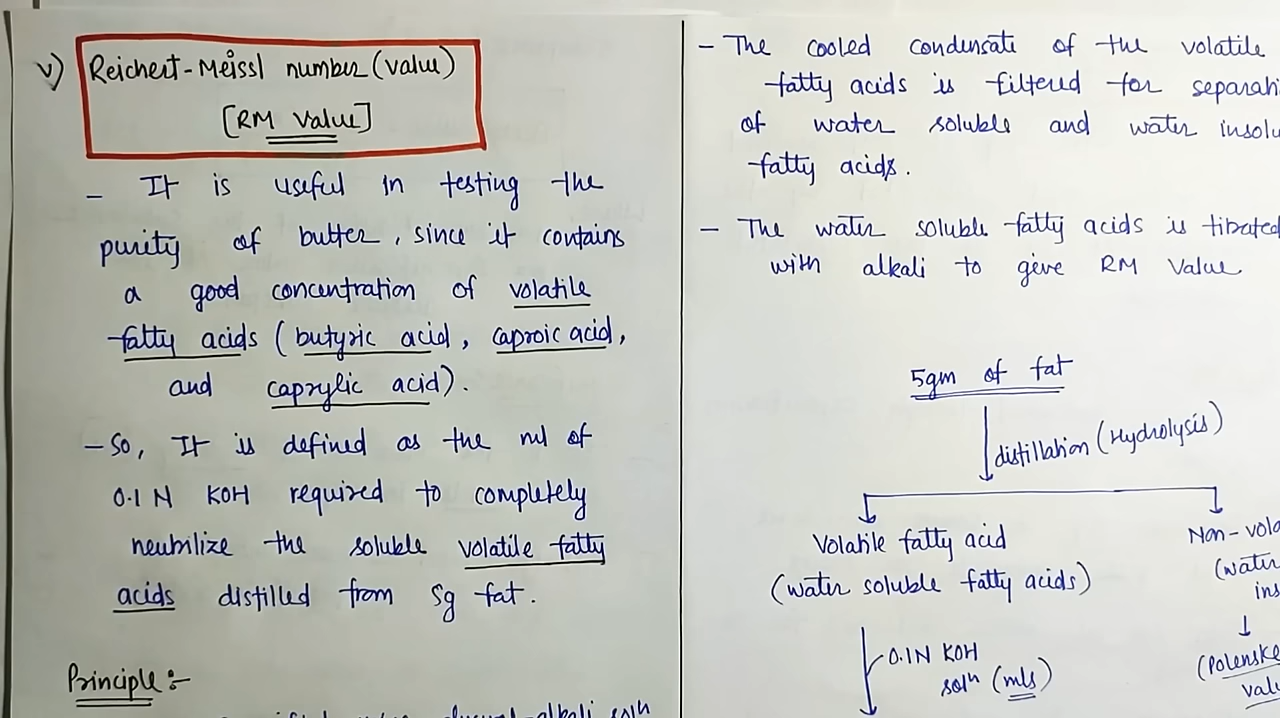 v) Reichert-Meissl number (value)
[RM value]
- It is useful in testing the
purity of butter, since it contains
a good concentration of volatile
fatty acids (butyric acid, caproic acid,
and caprylic acid).
- So, It is defined as the ml of
0.1 N KOH required to completely
neutrilize the soluble volatile fatty
acids distilled from 5g fat.
Principle :-
alkali soln
- The cooled condensate of the volatile
fatty acids is filtered for separati
of water soluble and water insolu
fatty acids.
- The water soluble fatty acids is titrated
with alkali to give RM Value
5gm of fat
distillation (Hydrolysis)
Volatile fatty acid
(water soluble fatty acids)
0.1N KOH
soln (mls)
Non-vola
(water
ins
(Polenske
valu